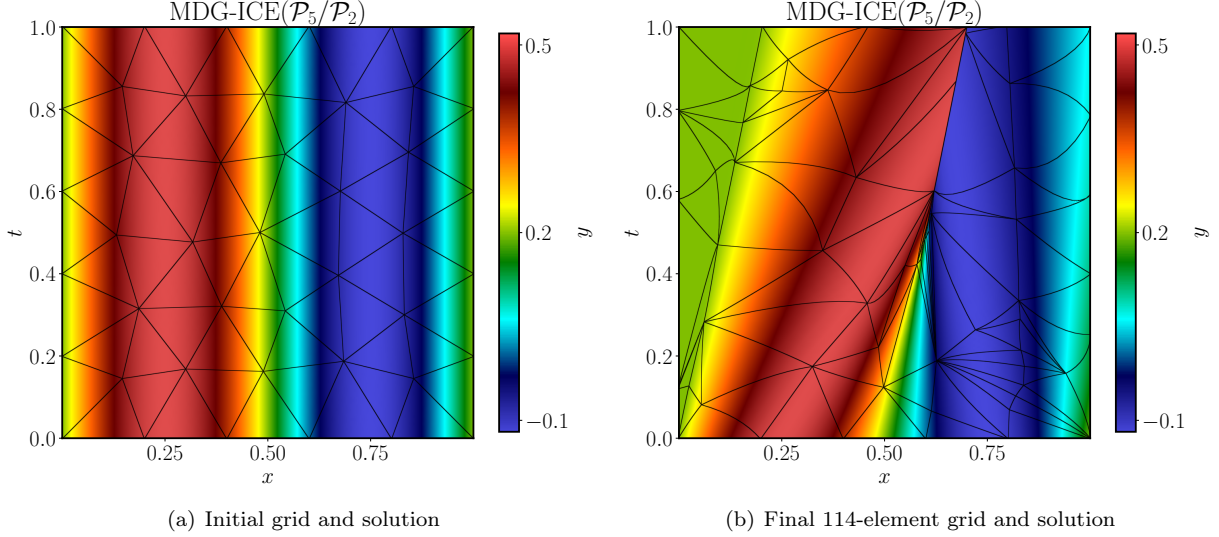 MDG-ICE(𝒫₅/𝒫₂)
1.0
0.8
0.6
0.4
0.2
0.0
t
0.25
0.50
0.75
x
0.5
0.2
−0.1
y
(a) Initial grid and solution
MDG-ICE(𝒫₅/𝒫₂)
1.0
0.8
0.6
0.4
0.2
0.0
t
0.25
0.50
0.75
x
0.5
0.2
−0.1
y
(b) Final 114-element grid and solution